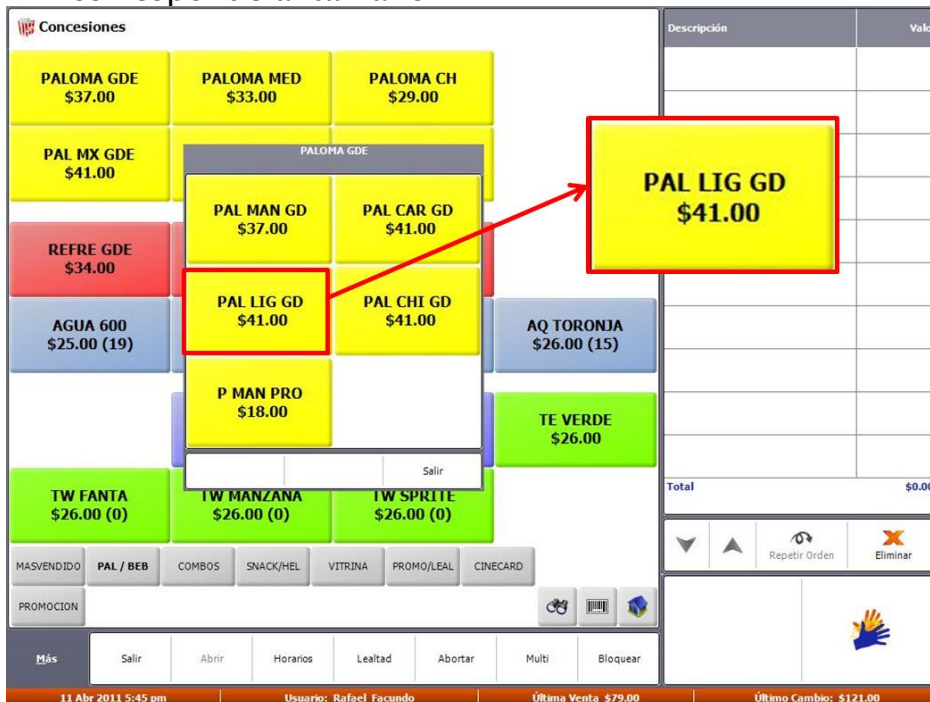 Concesiones
Descripción
Valo
PALOMA GDE
$37.00
PALOMA MED
$33.00
PALOMA CH
$29.00
PAL MX GDE
$41.00
PALOMA GDE
PAL MAN GD
$37.00
PAL CAR GD
$41.00
PAL LIG GD
$41.00
REFRE GDE
$34.00
PAL LIG GD
$41.00
PAL CHI GD
$41.00
AGUA 600
$25.00 (19)
AQ TORONJA
$26.00 (15)
P MAN PRO
$18.00
TE VERDE
$26.00
Salir
TW FANTA
$26.00 (0)
TW MANZANA
$26.00 (0)
TW SPRITE
$26.00 (0)
Total
$0.00
Repetir Orden
Eliminar
MASVENDIDO
PAL / BEB
COMBOS
SNACK/HEL
VITRINA
PROMO/LEAL
CINECARD
PROMOCION
Más
Salir
Abrir
Horarios
Lealtad
Abortar
Multi
Bloquear
11 Abr 2011 5:45 pm
Usuario: Rafael Facundo
Última Venta $79.00
Último Cambio: $121.00